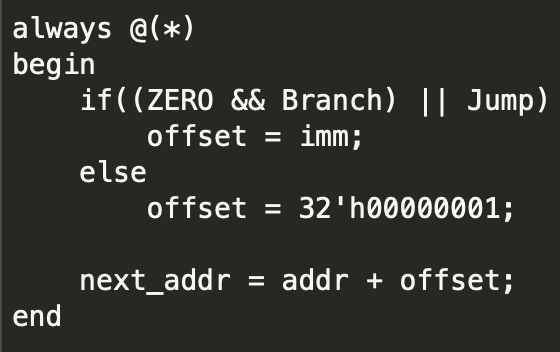 always @(*)
begin
    if((ZERO && Branch) || Jump)
        offset = imm;
    else
        offset = 32'h00000001;

    next_addr = addr + offset;
end